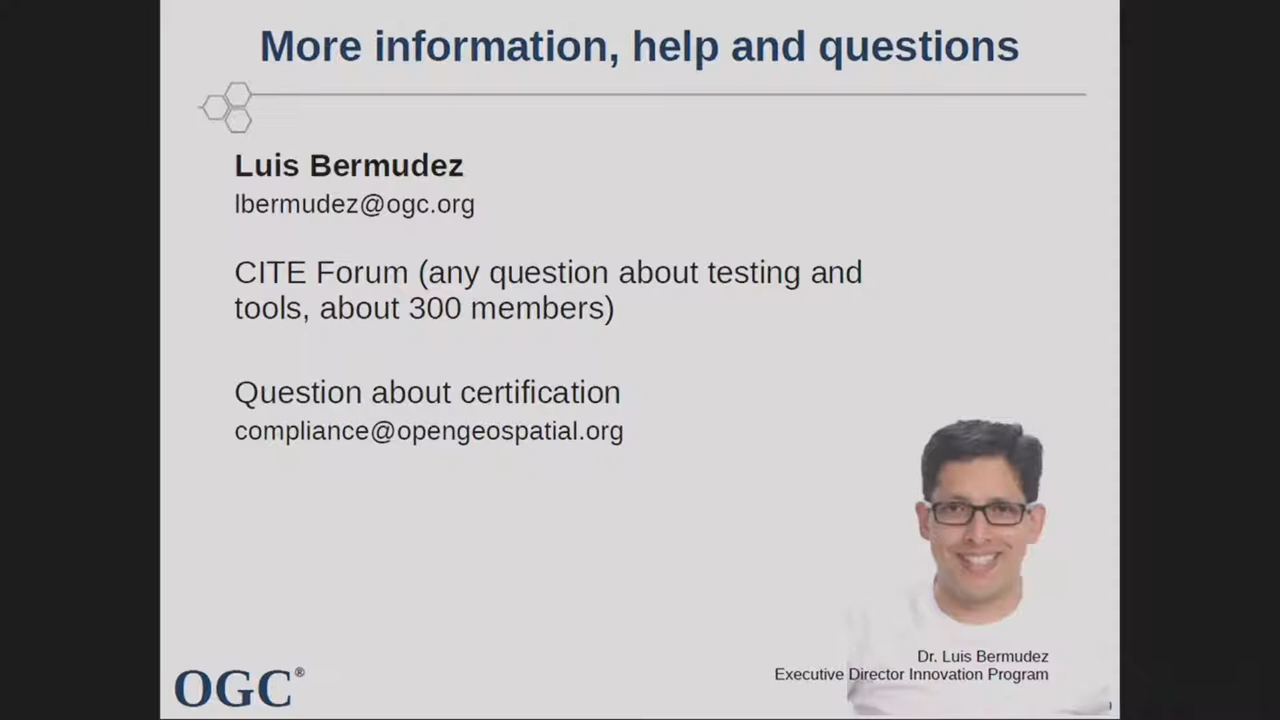 More information, help and questions
Luis Bermudez
lbermudez@ogc.org
CITE Forum (any question about testing and
tools, about 300 members)
Question about certification
compliance@opengeospatial.org
Dr. Luis Bermudez
Executive Director Innovation Program
OGC®